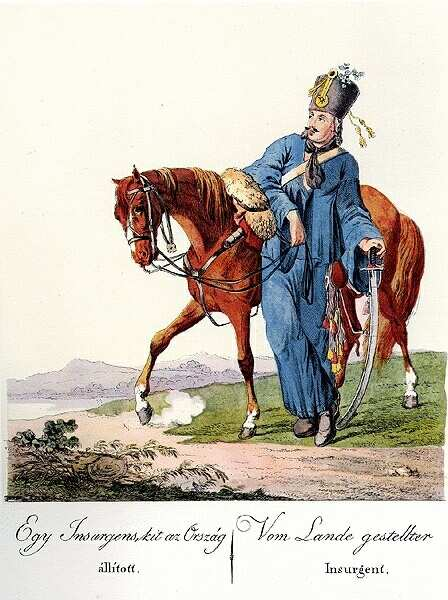 Egy Insurgens, kit az Ország
állított.
Vom Lande gestellter
Insurgent.